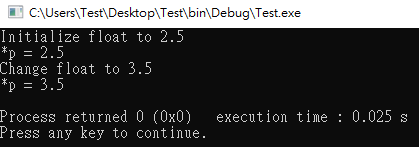 C:\Users\Test\Desktop\Test\bin\Debug\Test.exe
Initialize float to 2.5
*p = 2.5
Change float to 3.5
*p = 3.5
Process returned 0 (0x0)   execution time : 0.025 s
Press any key to continue.